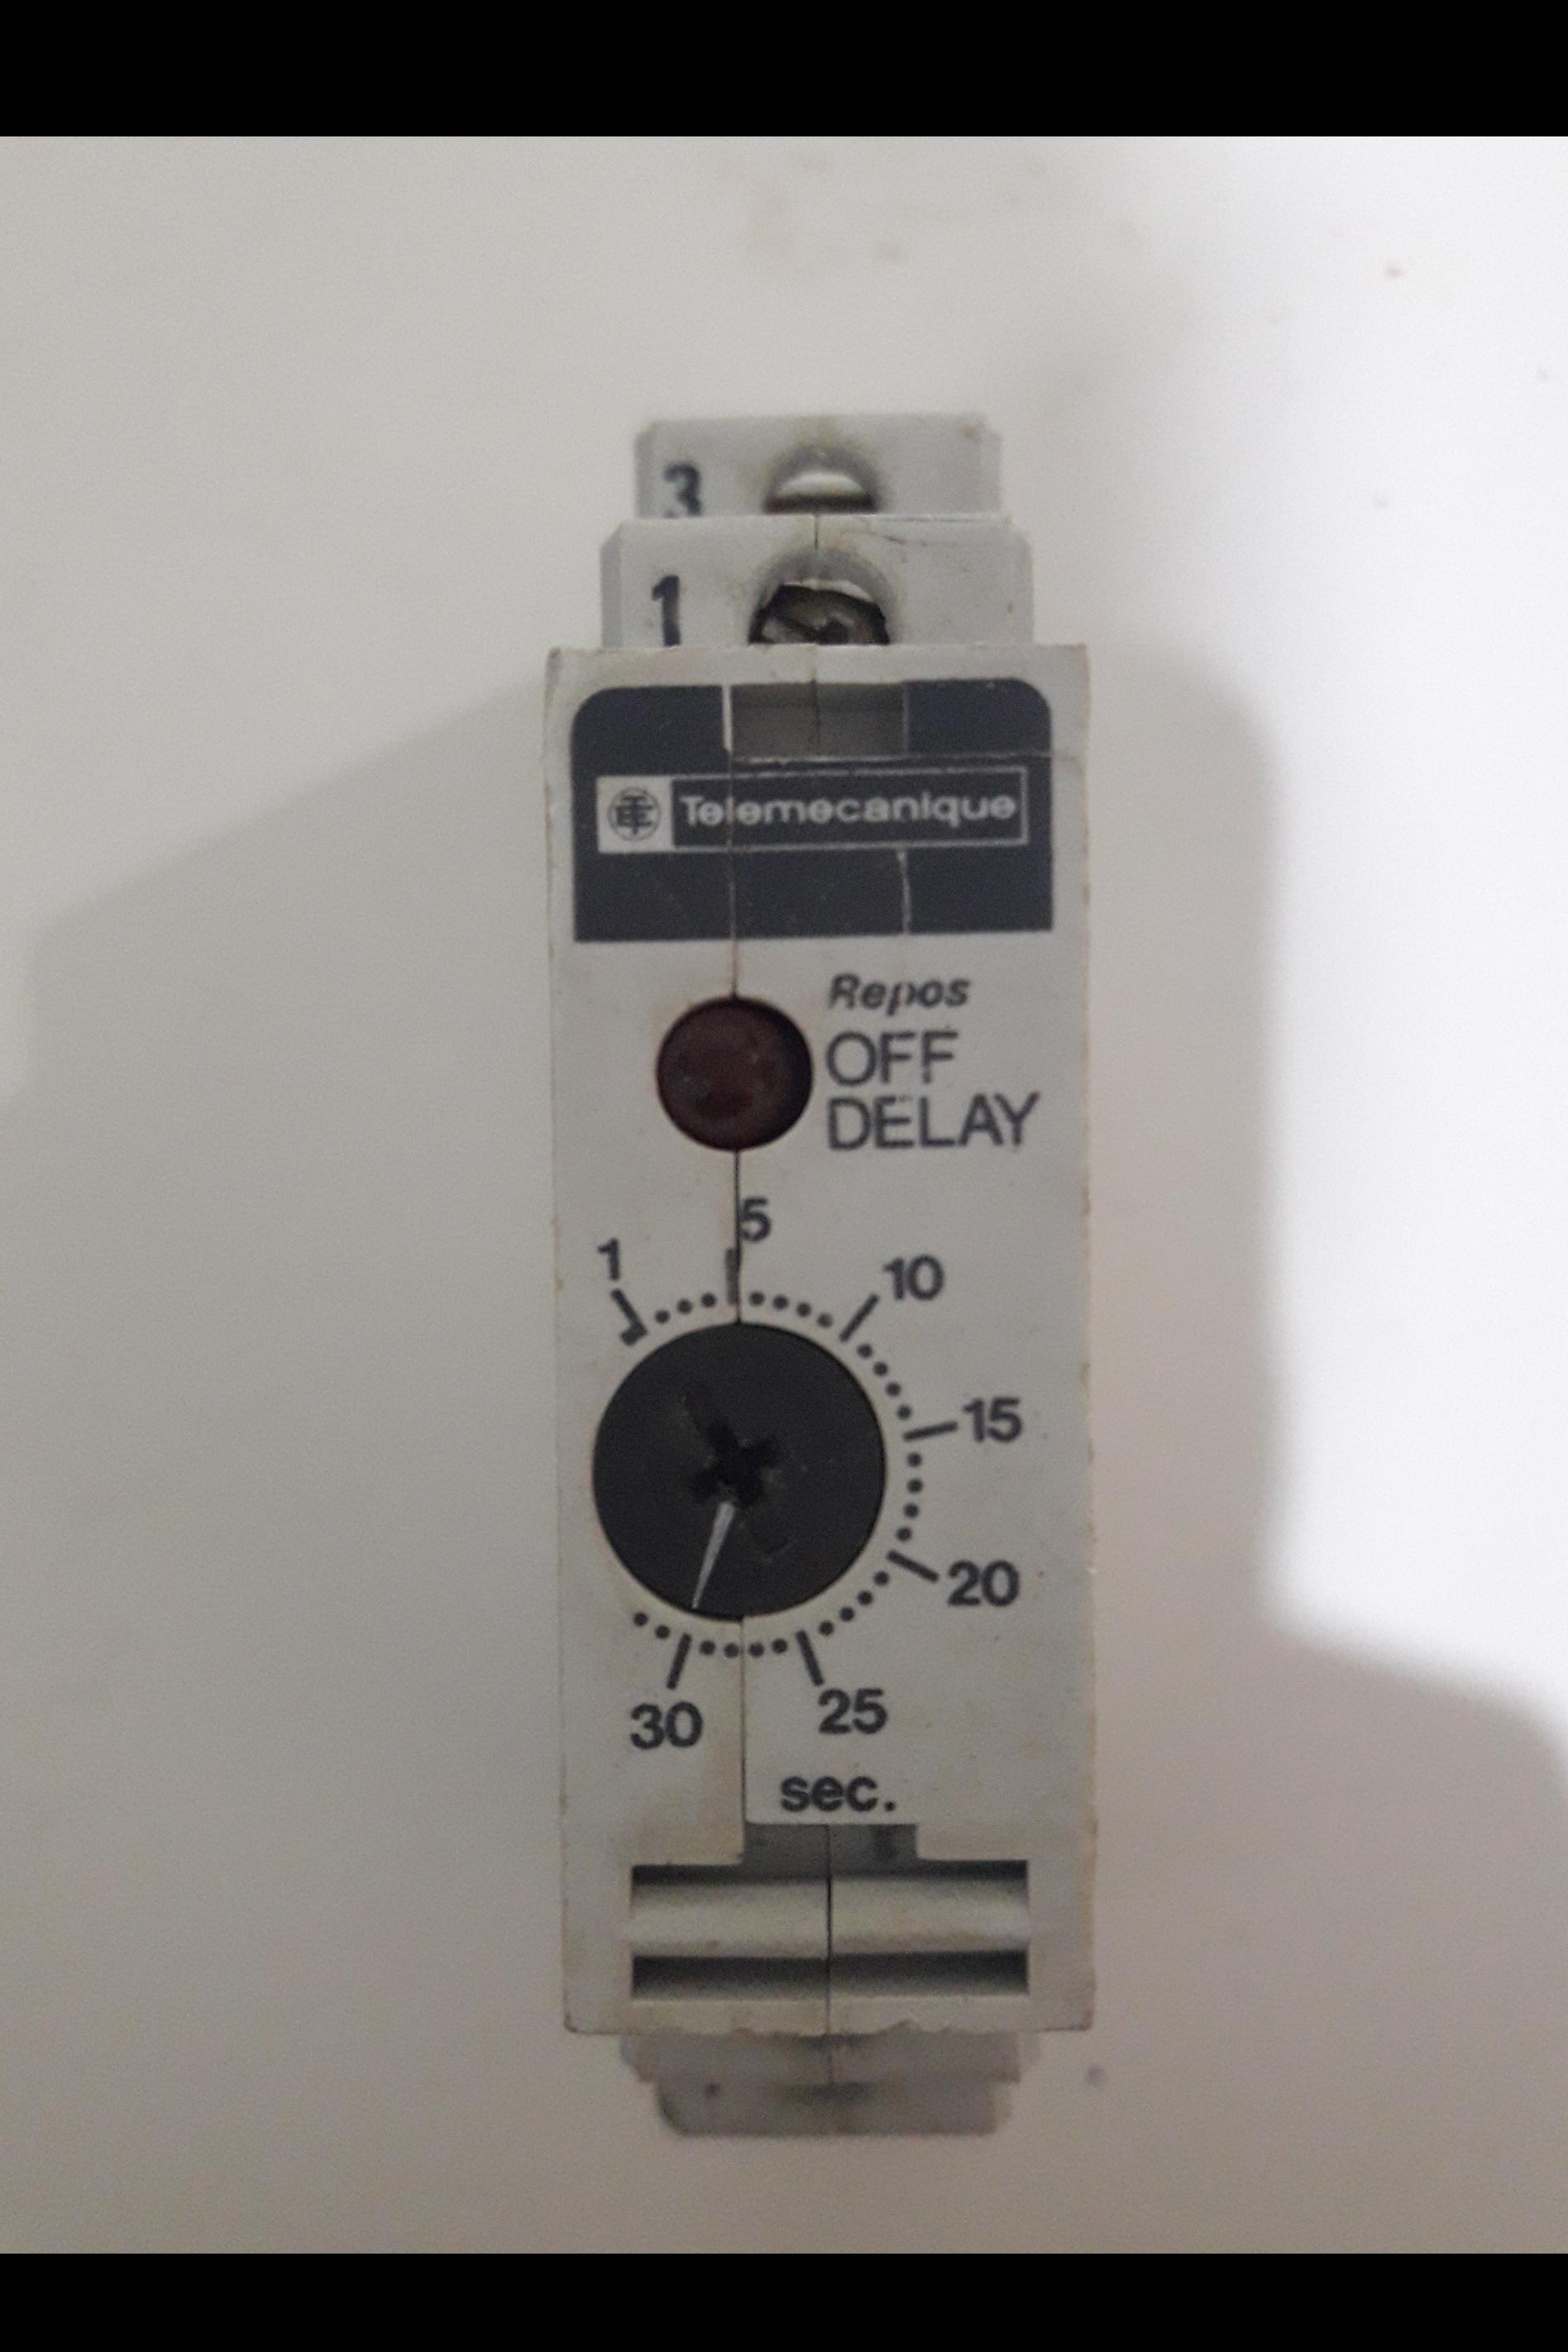 3
1
Telemecanique
Repos
OFF
DELAY
5
1
10
15
20
30
25
sec.